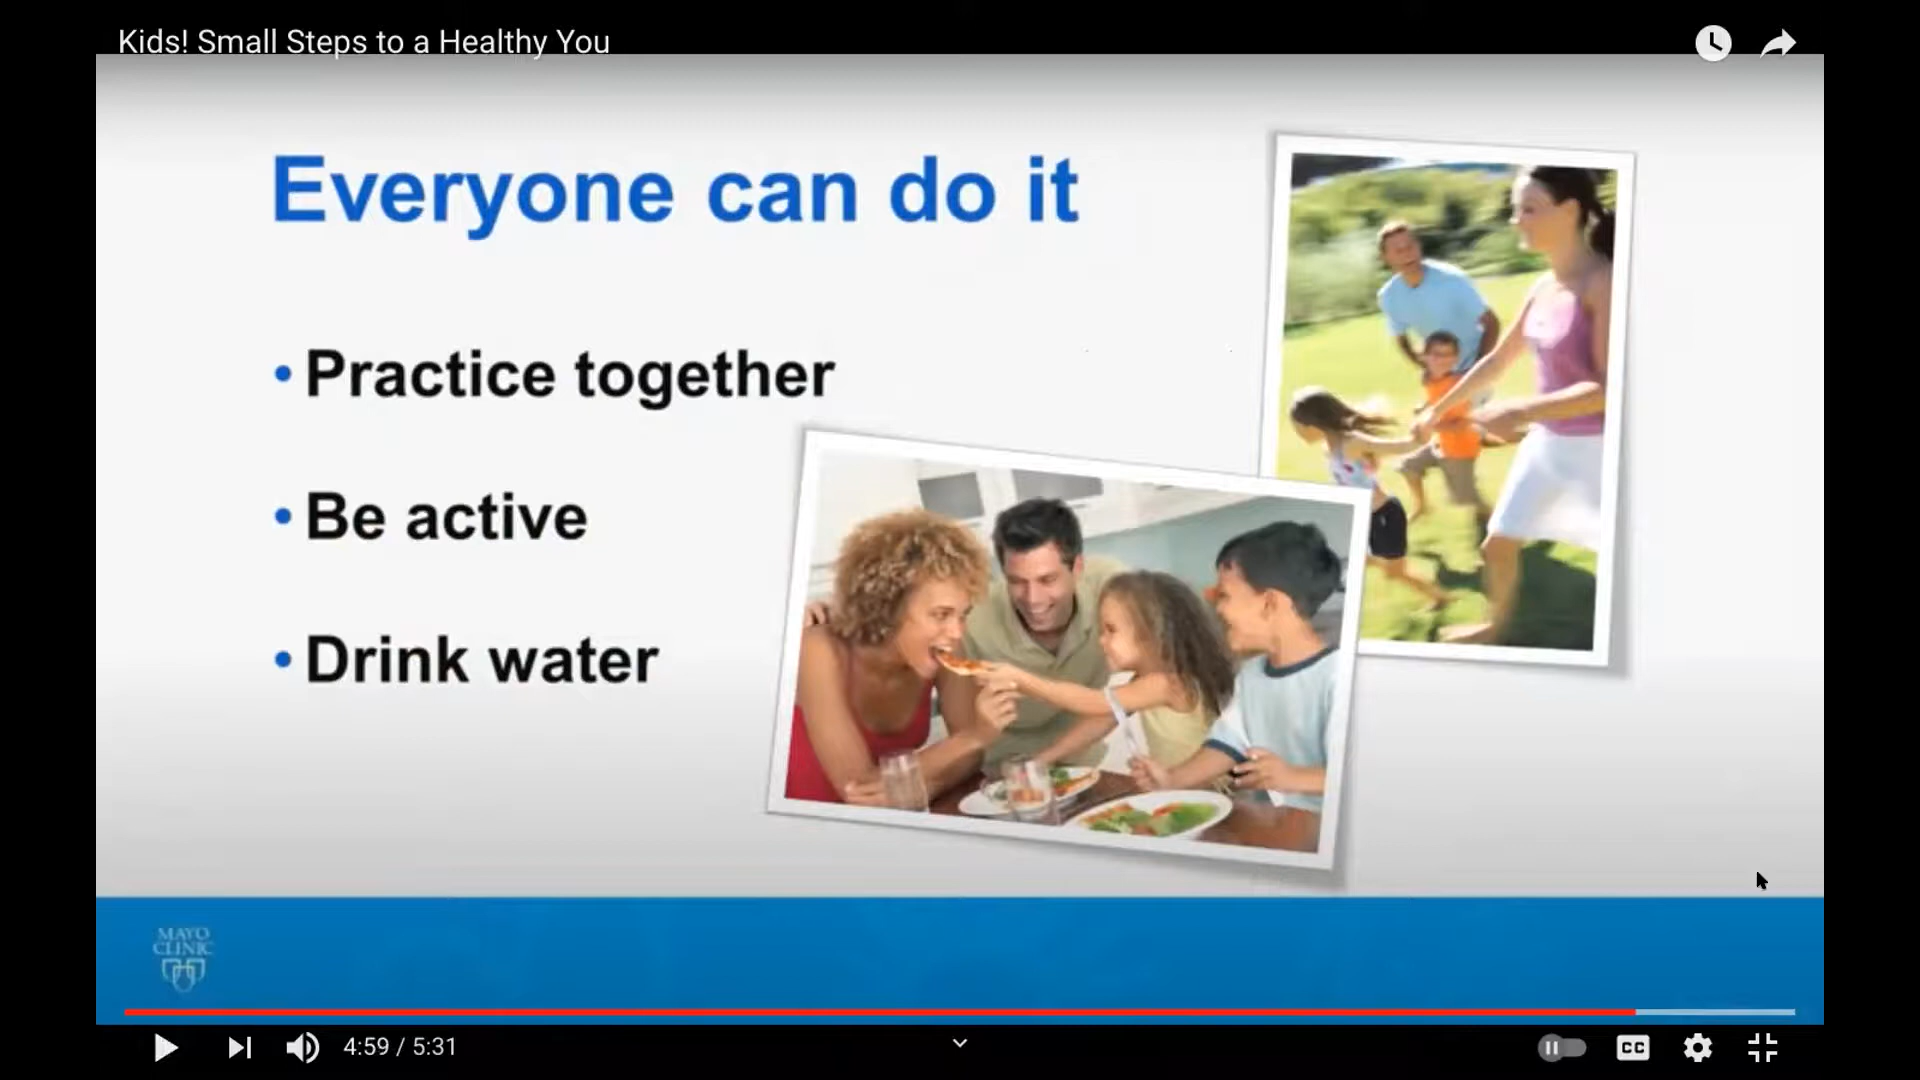 Kids! Small Steps to a Healthy You
Everyone can do it
• Practice together
• Be active
• Drink water
MAYO
CLINIC
4:59 / 5:31
CC